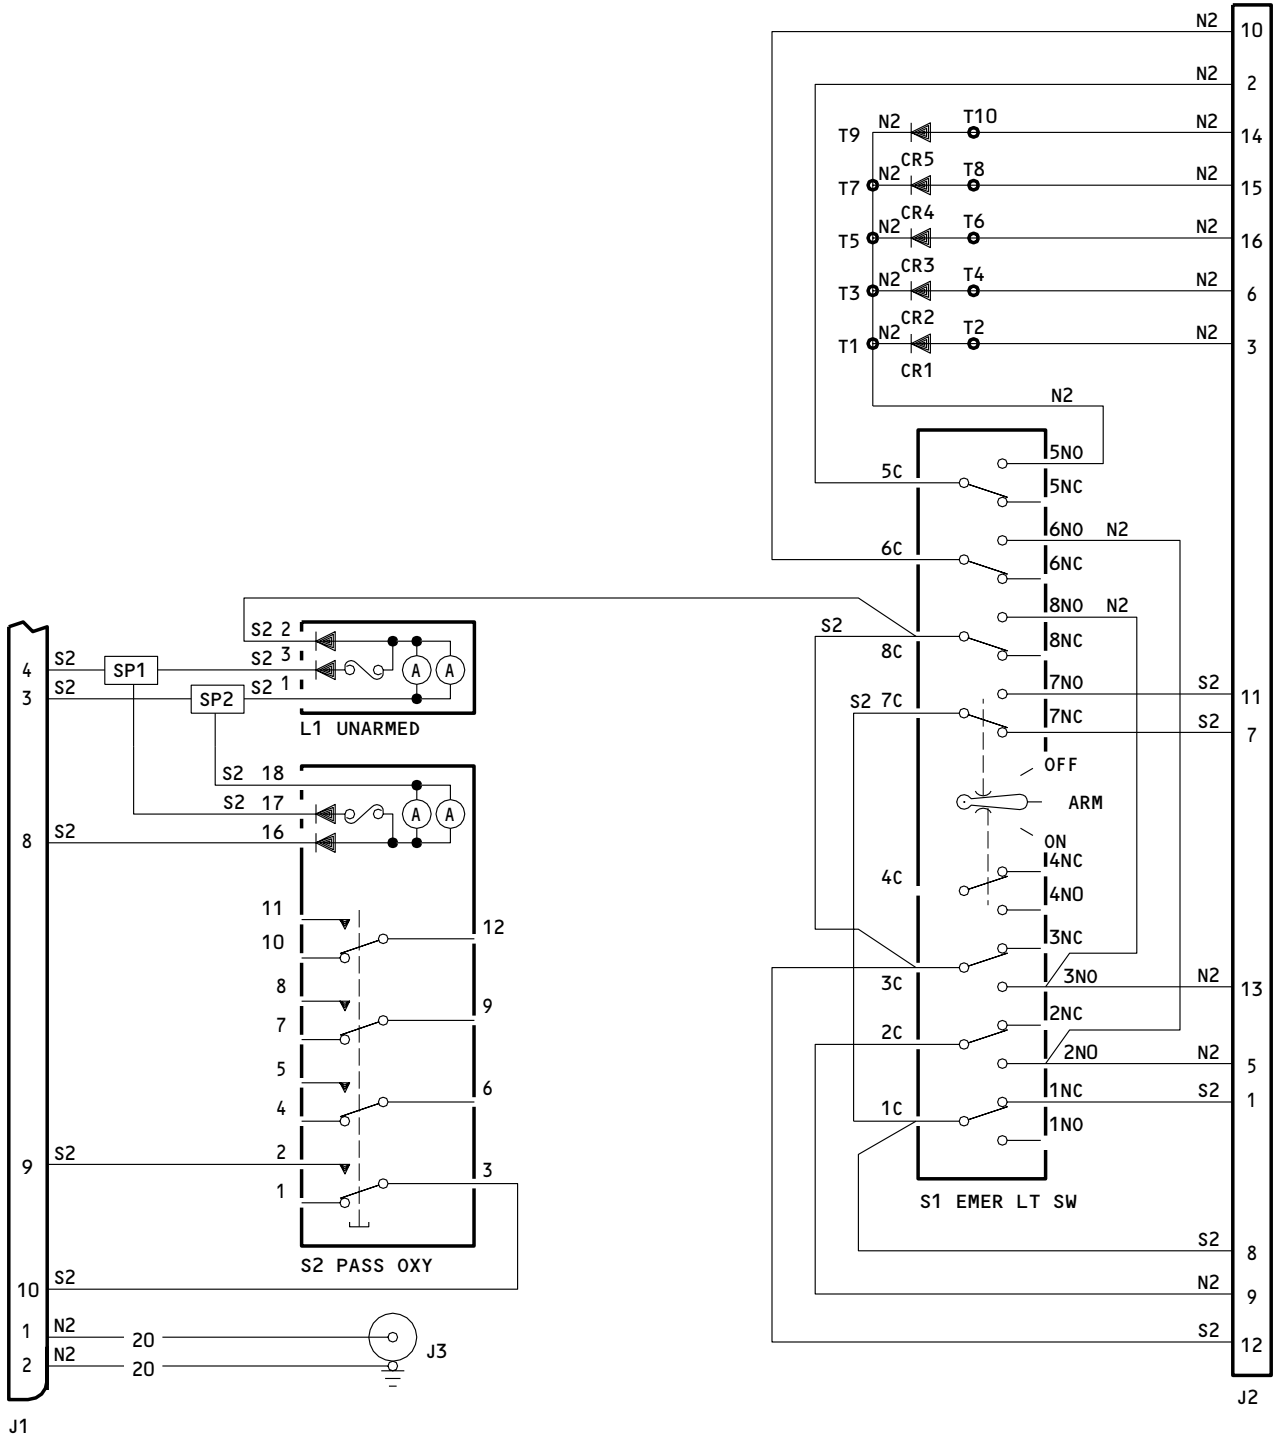 N2 10
N2 2
T9 N2 T10 N2 14
CR5
T7 N2 T8 N2 15
CR4
T5 N2 T6 N2 16
CR3
T3 N2 T4 N2 6
CR2
T1 N2 T2 N2 3
CR1
N2
5NO
5C
5NC
6NO N2
6C
6NC
8NO N2
S2
8C
8NC
7NO S2 11
S2 7C
7NC S2 7
OFF
ARM
ON
4NC
4C
4NO
3NC
3C
3NO N2 13
2NC
2C
2NO N2 5
1NC S2 1
1C
1NO
S1 EMER LT SW
S2 8
N2 9
S2 12
J2
S2 2
4 S2 SP1 S2 3 A A
3 S2 SP2 S2 1
L1 UNARMED
S2 18
S2 17 A A
8 S2 16
11
12
10
8
9
7
5
6
4
9 S2 2
3
1
S2 PASS OXY
10 S2
1 N2 20
J3
2 N2 20
J1